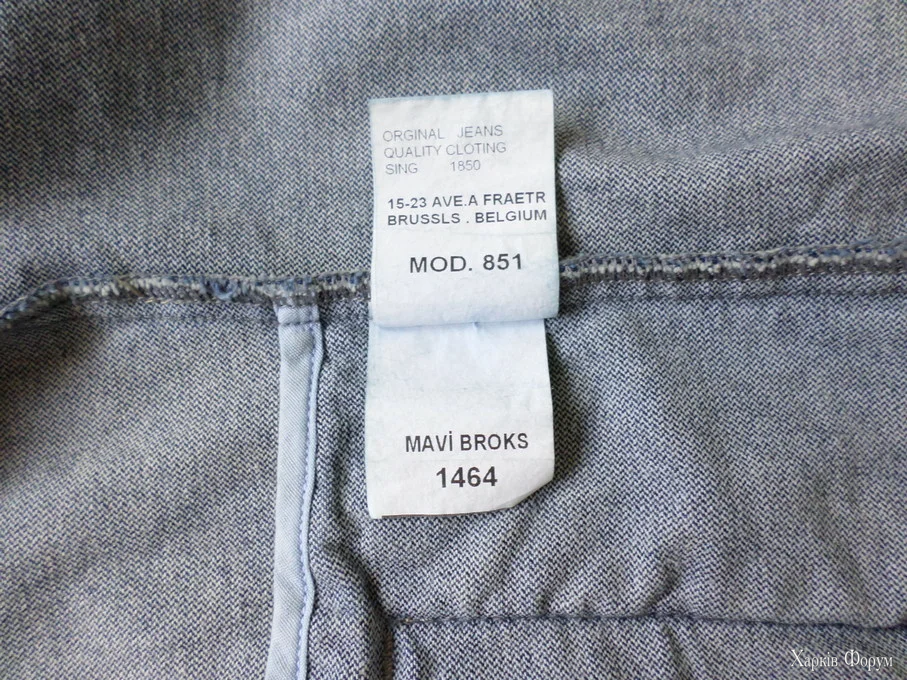 ORGINAL JEANS
QUALITY CLOTING
SING 1850
15-23 AVE.A FRAETR
BRUSSLS . BELGIUM
MOD. 851
MAVİ BROKS
1464
Харків Форум